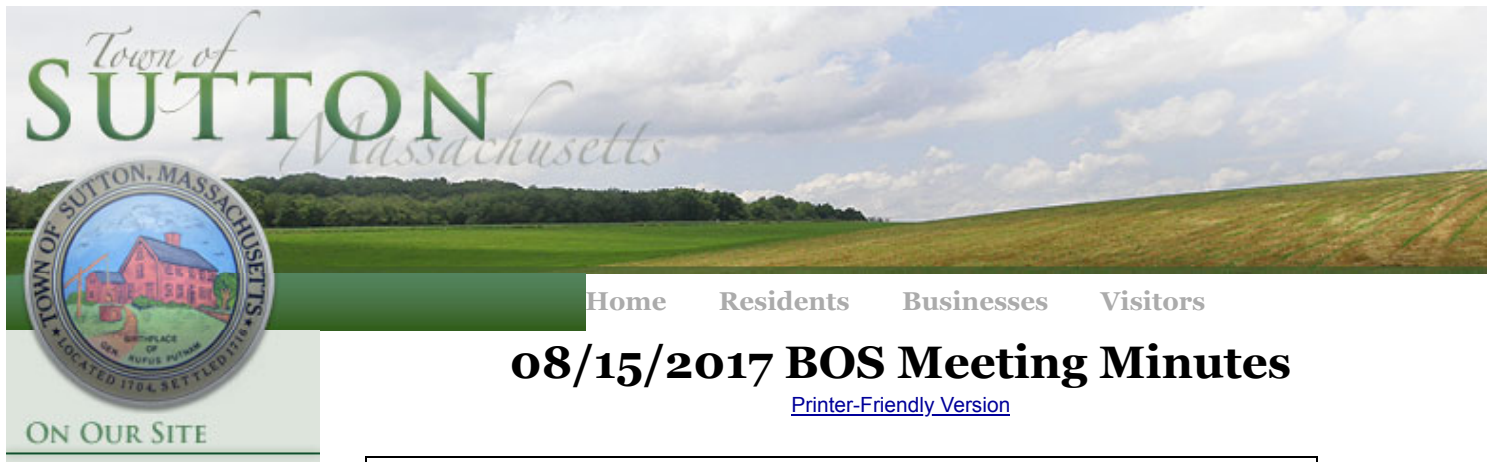 Town of
SUTTON
Massachusetts
TOWN OF SUTTON, MASSACHUSETTS
BIRTHPLACE
OF
GEN. RUFUS PUTNAM
★ LOCATED 1704, SETTLED 1716 ★
Home Residents Businesses Visitors
08/15/2017 BOS Meeting Minutes
Printer-Friendly Version
ON OUR SITE